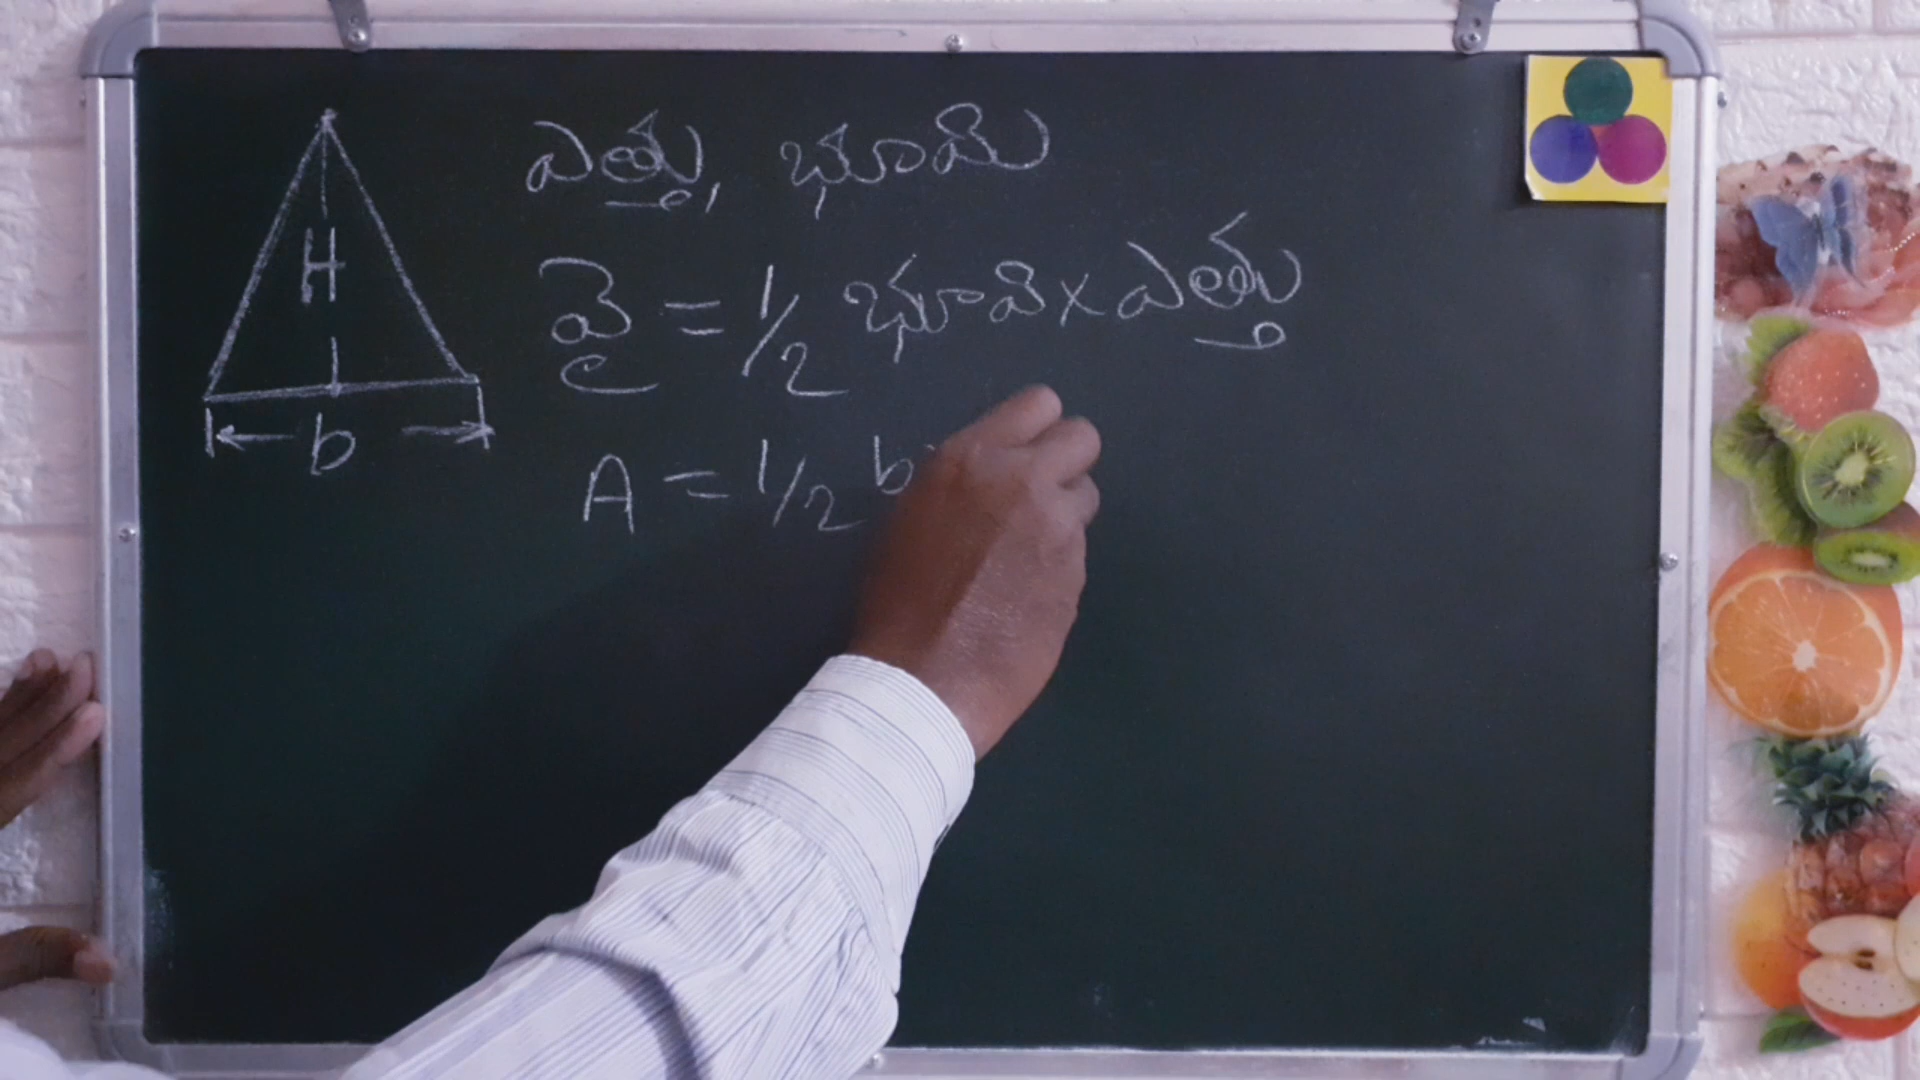 H
b
ఎత్తు, భూమి
వై = 1/2 భూమి x ఎత్తు
A = 1/2 b